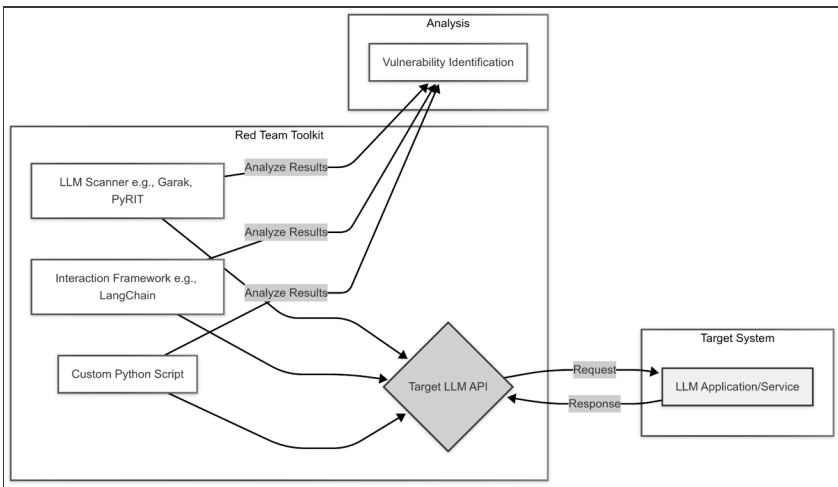 Analysis
Vulnerability Identification
Red Team Toolkit
LLM Scanner e.g., Garak,
PyRIT
Analyze Results
Interaction Framework e.g.,
LangChain
Analyze Results
Custom Python Script
Analyze Results
Target LLM API
Request
Response
Target System
LLM Application/Service